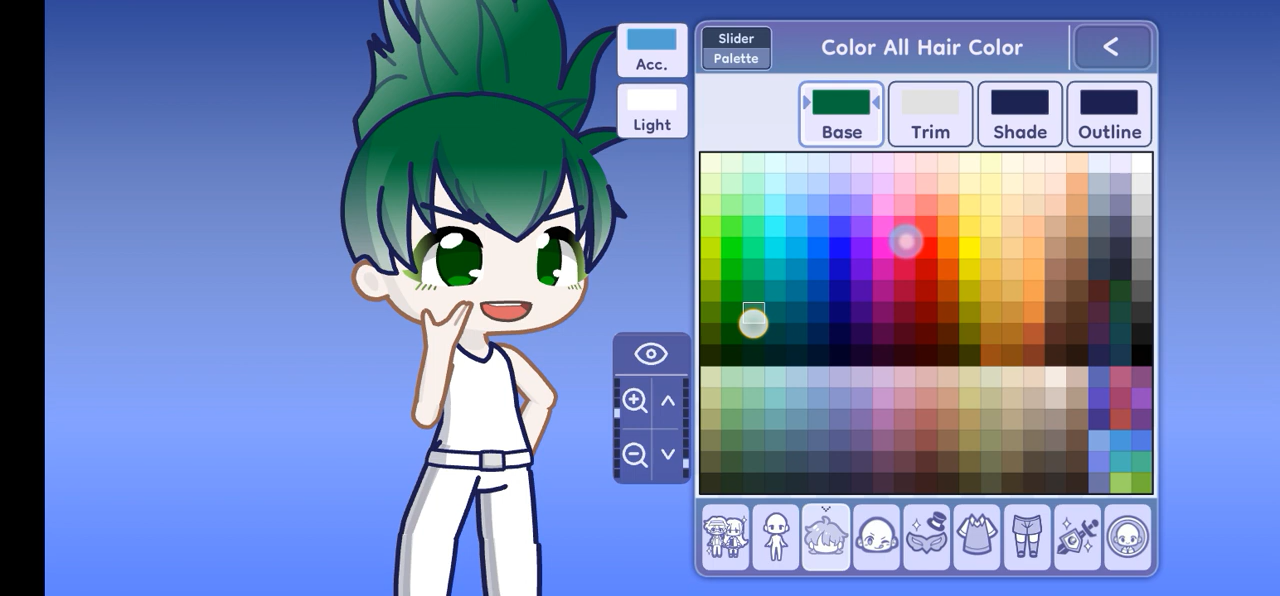 Acc.
Light
Slider
Palette
Color All Hair Color
<
Base
Trim
Shade
Outline